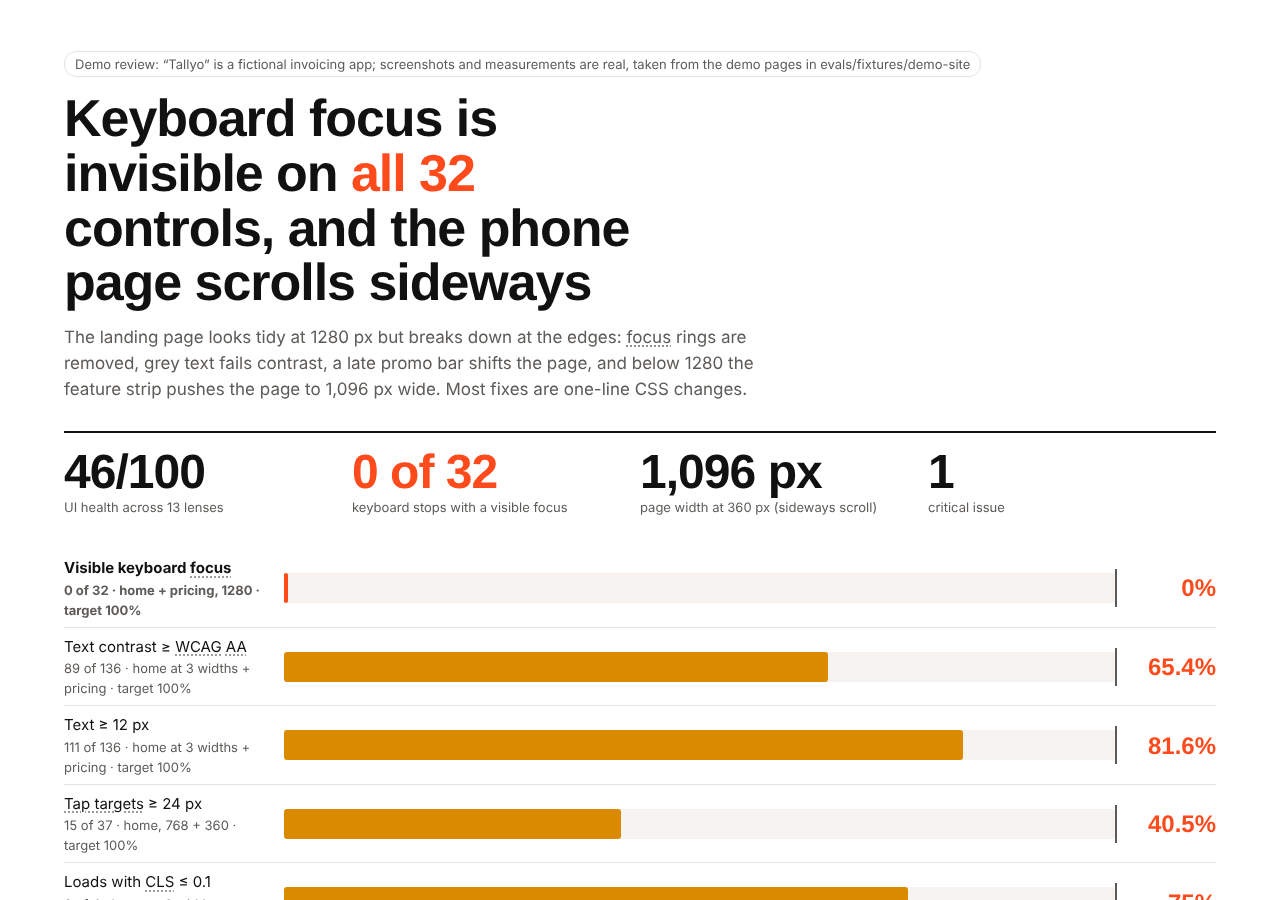 Demo review: “Tallyo” is a fictional invoicing app; screenshots and measurements are real, taken from the demo pages in evals/fixtures/demo-site
Keyboard focus is
invisible on all 32
controls, and the phone
page scrolls sideways
The landing page looks tidy at 1280 px but breaks down at the edges: focus rings are
removed, grey text fails contrast, a late promo bar shifts the page, and below 1280 the
feature strip pushes the page to 1,096 px wide. Most fixes are one-line CSS changes.
46/100
UI health across 13 lenses
0 of 32
keyboard stops with a visible focus
1,096 px
page width at 360 px (sideways scroll)
1
critical issue
Visible keyboard focus
0 of 32 · home + pricing, 1280 ·
target 100%
0%
Text contrast ≥ WCAG AA
89 of 136 · home at 3 widths +
pricing · target 100%
65.4%
Text ≥ 12 px
111 of 136 · home at 3 widths +
pricing · target 100%
81.6%
Tap targets ≥ 24 px
15 of 37 · home, 768 + 360 ·
target 100%
40.5%
Loads with CLS ≤ 0.1
75%